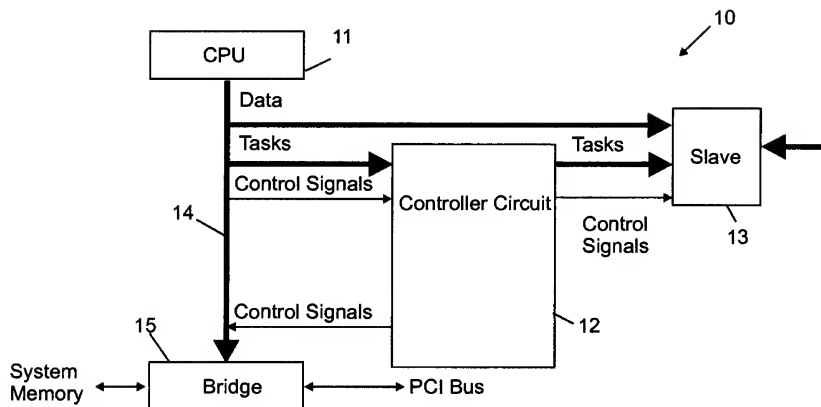 10
CPU
11
Data
Tasks
Tasks
Slave
Control Signals
Controller Circuit
14
Control
Signals
13
Control Signals
12
15
System
Memory
Bridge
PCI Bus